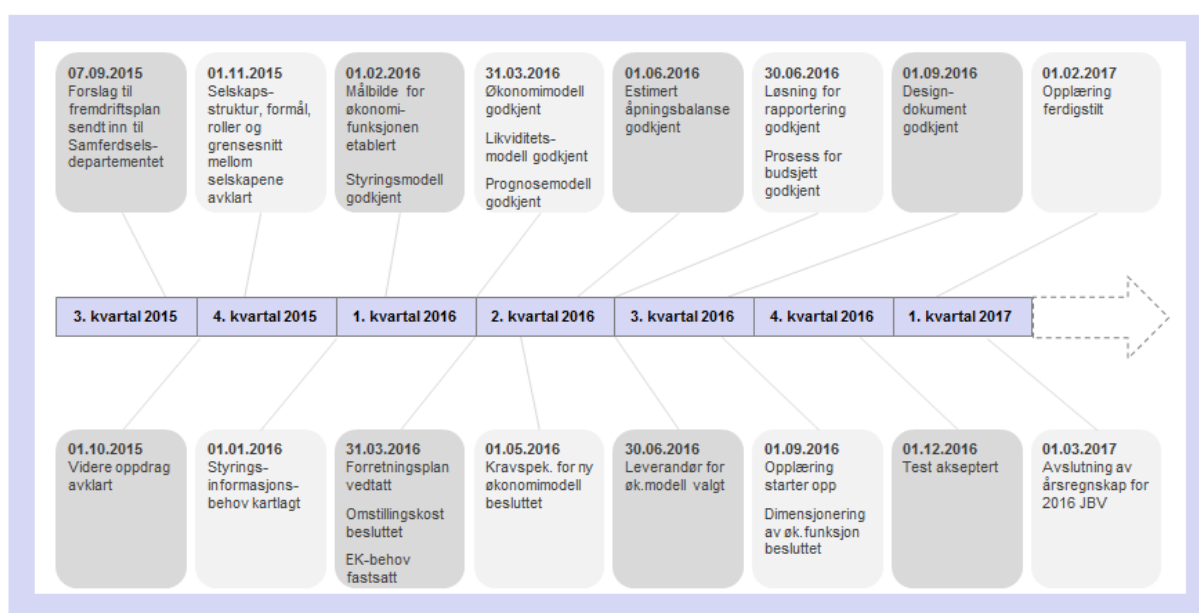 07.09.2015
Forslag til
fremdriftsplan
sendt inn til
Samferdsels-
departementet
01.11.2015
Selskaps-
struktur, formål,
roller og
grensesnitt
mellom
selskapene
avklart
01.02.2016
Målbilde for
økonomi-
funksjonen
etablert
Styringsmodell
godkjent
31.03.2016
Økonomimodell
godkjent
Likviditets-
modell godkjent
Prognosemodell
godkjent
01.06.2016
Estimert
åpningsbalanse
godkjent
30.06.2016
Løsning for
rapportering
godkjent
Prosess for
budsjett
godkjent
01.09.2016
Design-
dokument
godkjent
01.02.2017
Opplæring
ferdigstilt
3. kvartal 2015
4. kvartal 2015
1. kvartal 2016
2. kvartal 2016
3. kvartal 2016
4. kvartal 2016
1. kvartal 2017
01.10.2015
Videre oppdrag
avklart
01.01.2016
Styrings-
informasjons-
behov kartlagt
31.03.2016
Forretningsplan
vedtatt
Omstillingskost
besluttet
EK-behov
fastsatt
01.05.2016
Kravspek. for ny
økonomimodell
besluttet
30.06.2016
Leverandør for
øk.modell valgt
01.09.2016
Opplæring
starter opp
Dimensjonering
av øk.funksjon
besluttet
01.12.2016
Test akseptert
01.03.2017
Avslutning av
årsregnskap for
2016 JBV